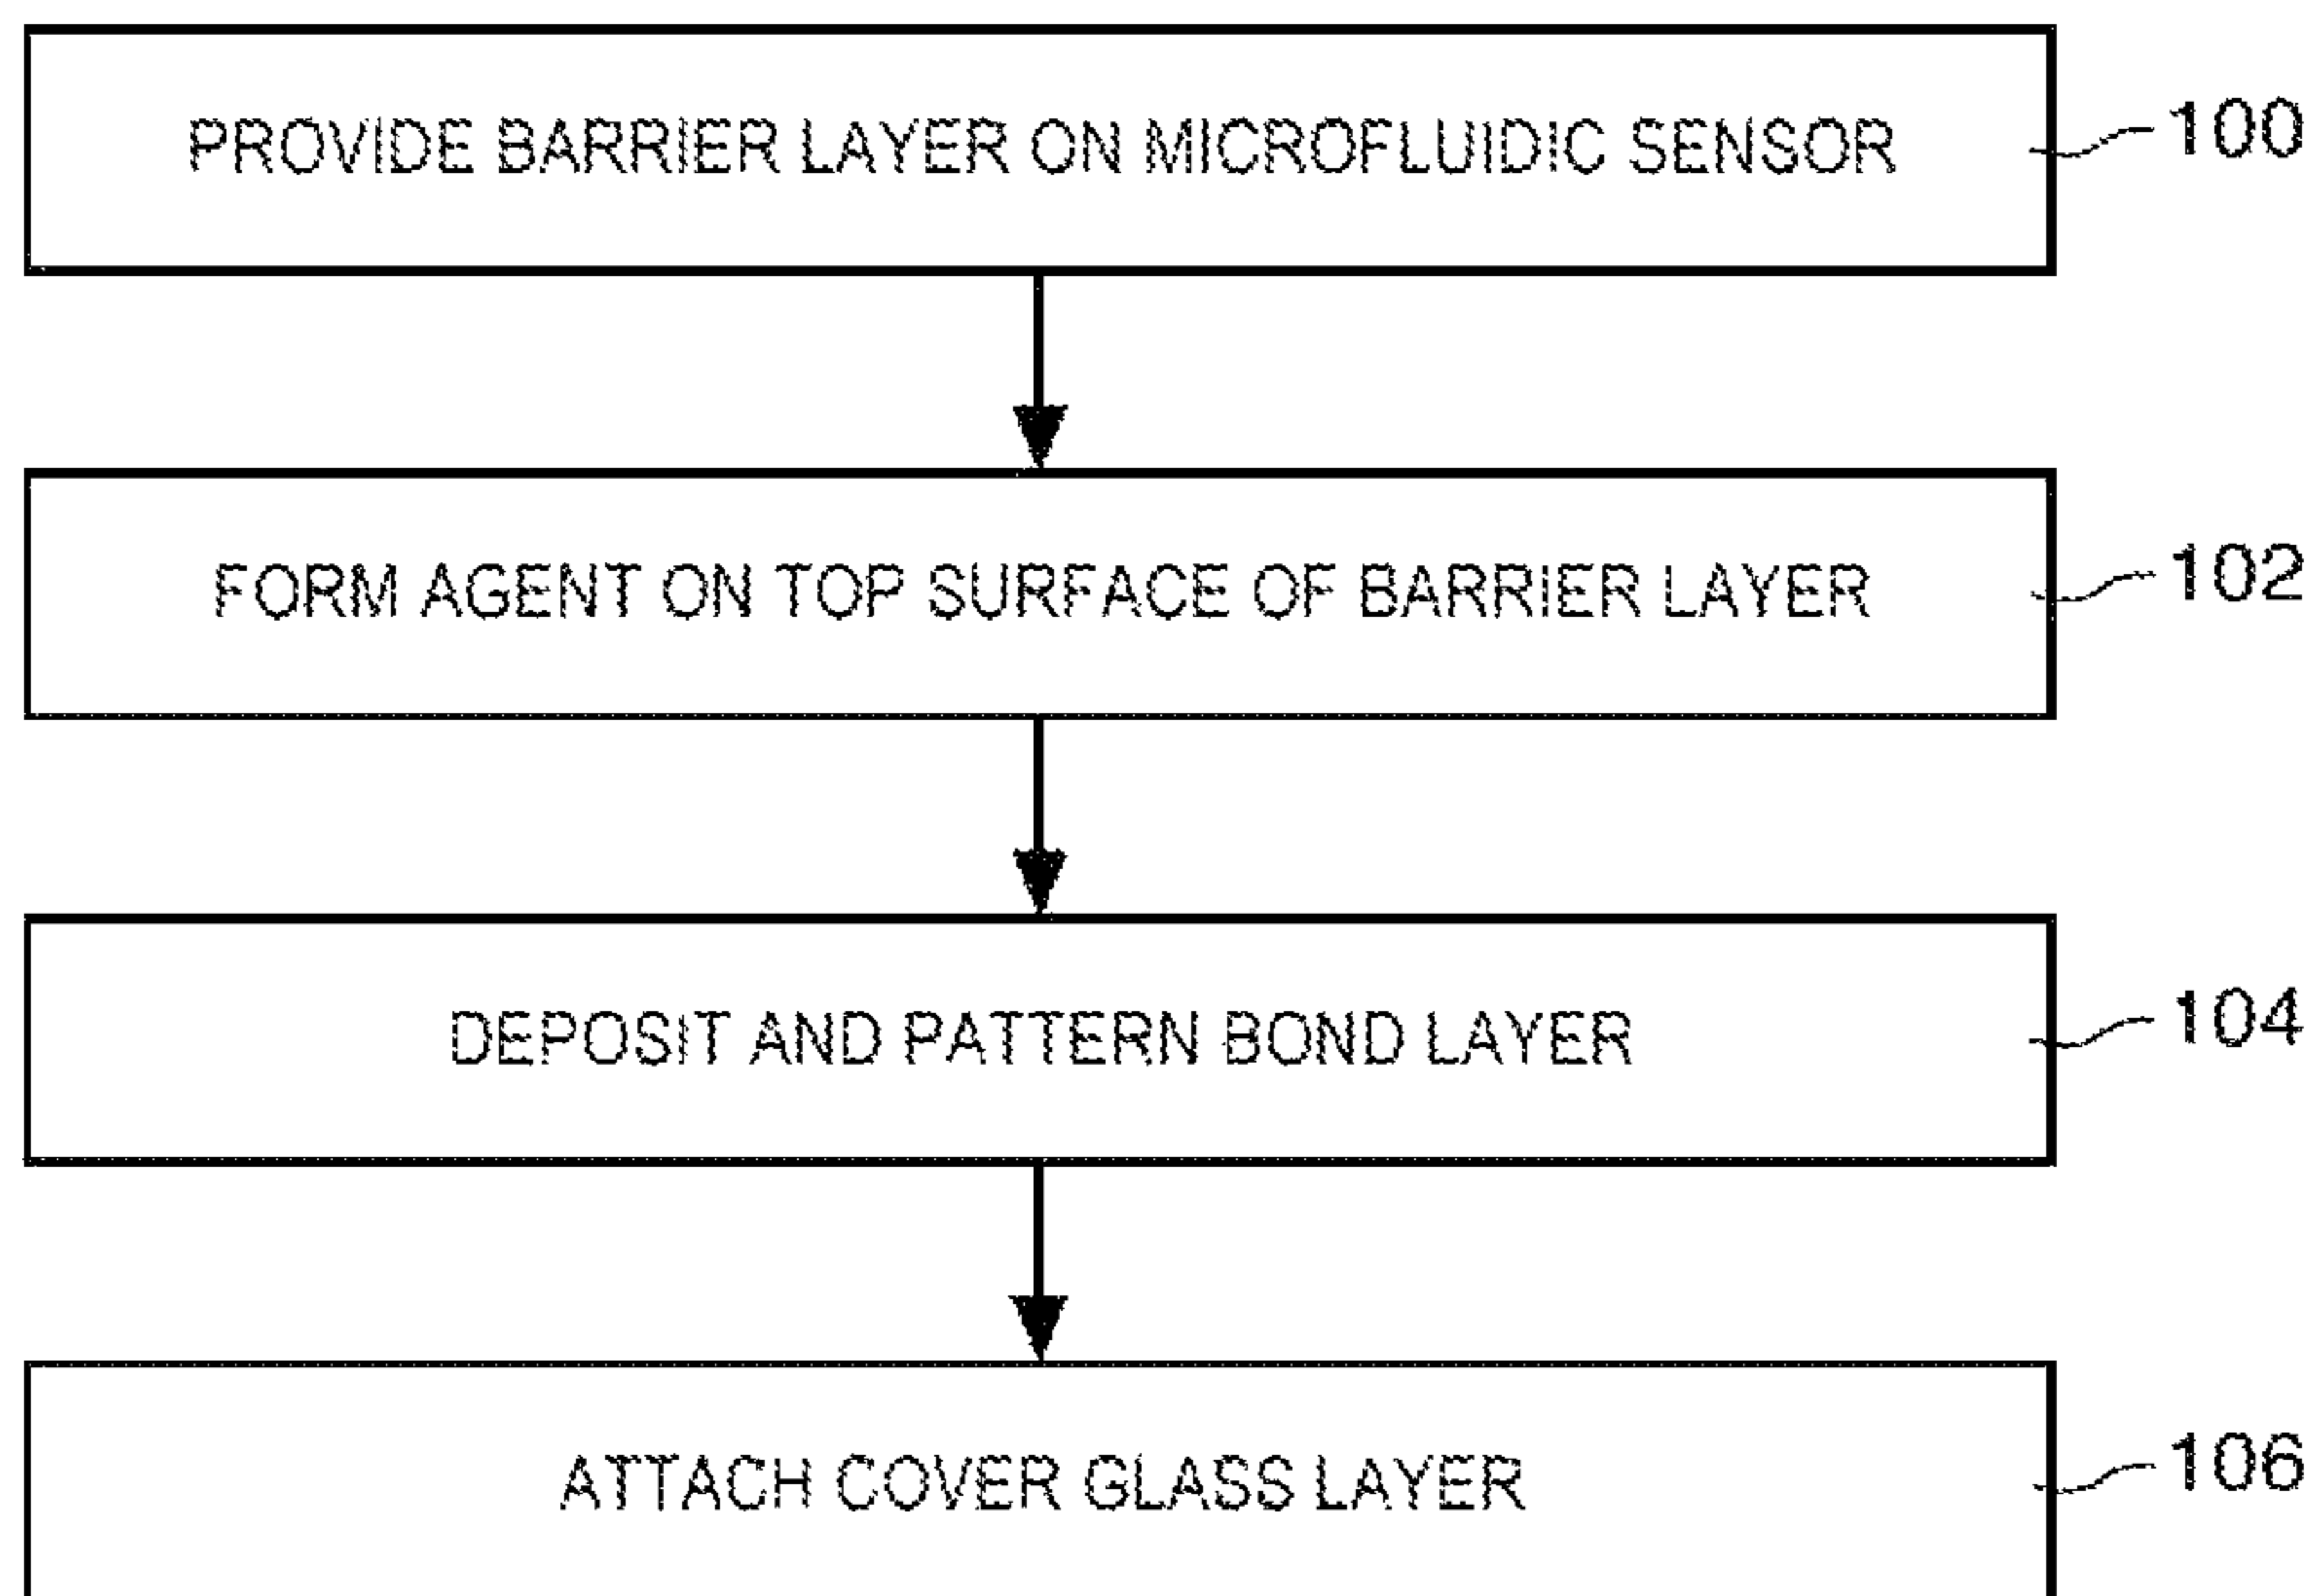 PROVIDE BARRIER LAYER ON MICROFLUIDIC SENSOR 100
FORM AGENT ON TOP SURFACE OF BARRIER LAYER 102
DEPOSIT AND PATTERN BOND LAYER 104
ATTACH COVER GLASS LAYER 106